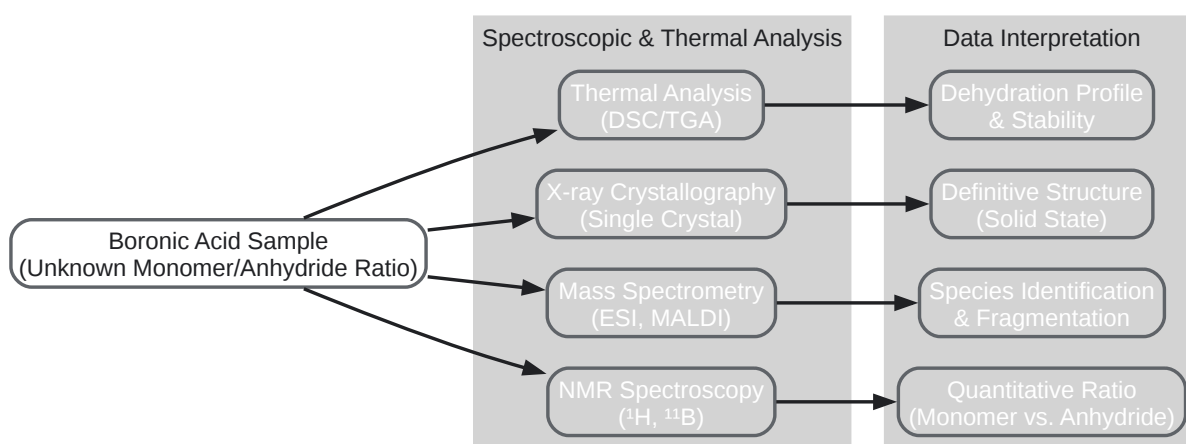 Spectroscopic & Thermal Analysis
Data Interpretation
Thermal Analysis
(DSC/TGA)
Dehydration Profile
& Stability
X-ray Crystallography
(Single Crystal)
Definitive Structure
(Solid State)
Boronic Acid Sample
(Unknown Monomer/Anhydride Ratio)
Mass Spectrometry
(ESI, MALDI)
Species Identification
& Fragmentation
NMR Spectroscopy
(¹H, ¹¹B)
Quantitative Ratio
(Monomer vs. Anhydride)